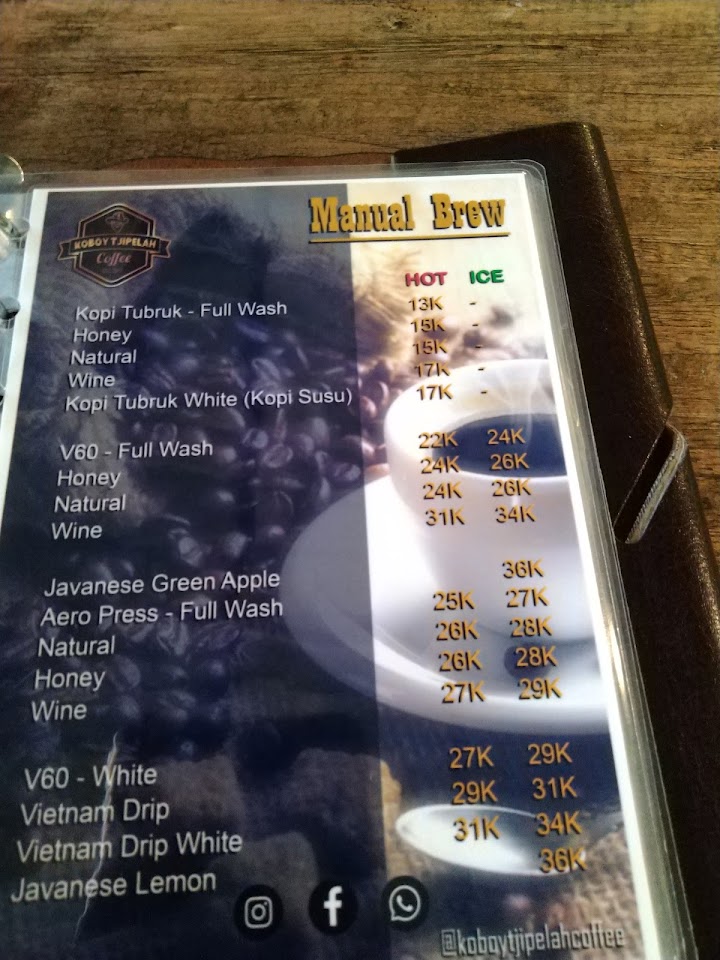 KOBOY TJIPELAH
Coffee
Manual Brew
HOT ICE
Kopi Tubruk - Full Wash 13K -
Honey 15K -
Natural 15K -
Wine 17K -
Kopi Tubruk White (Kopi Susu) 17K -
V60 - Full Wash 22K 24K
Honey 24K 26K
Natural 24K 26K
Wine 31K 34K
Javanese Green Apple 36K
Aero Press - Full Wash 25K 27K
Natural 26K 28K
Honey 26K 28K
Wine 27K 29K
V60 - White 27K 29K
Vietnam Drip 29K 31K
Vietnam Drip White 31K 34K
Javanese Lemon 36K
@koboytjipelahcoffee